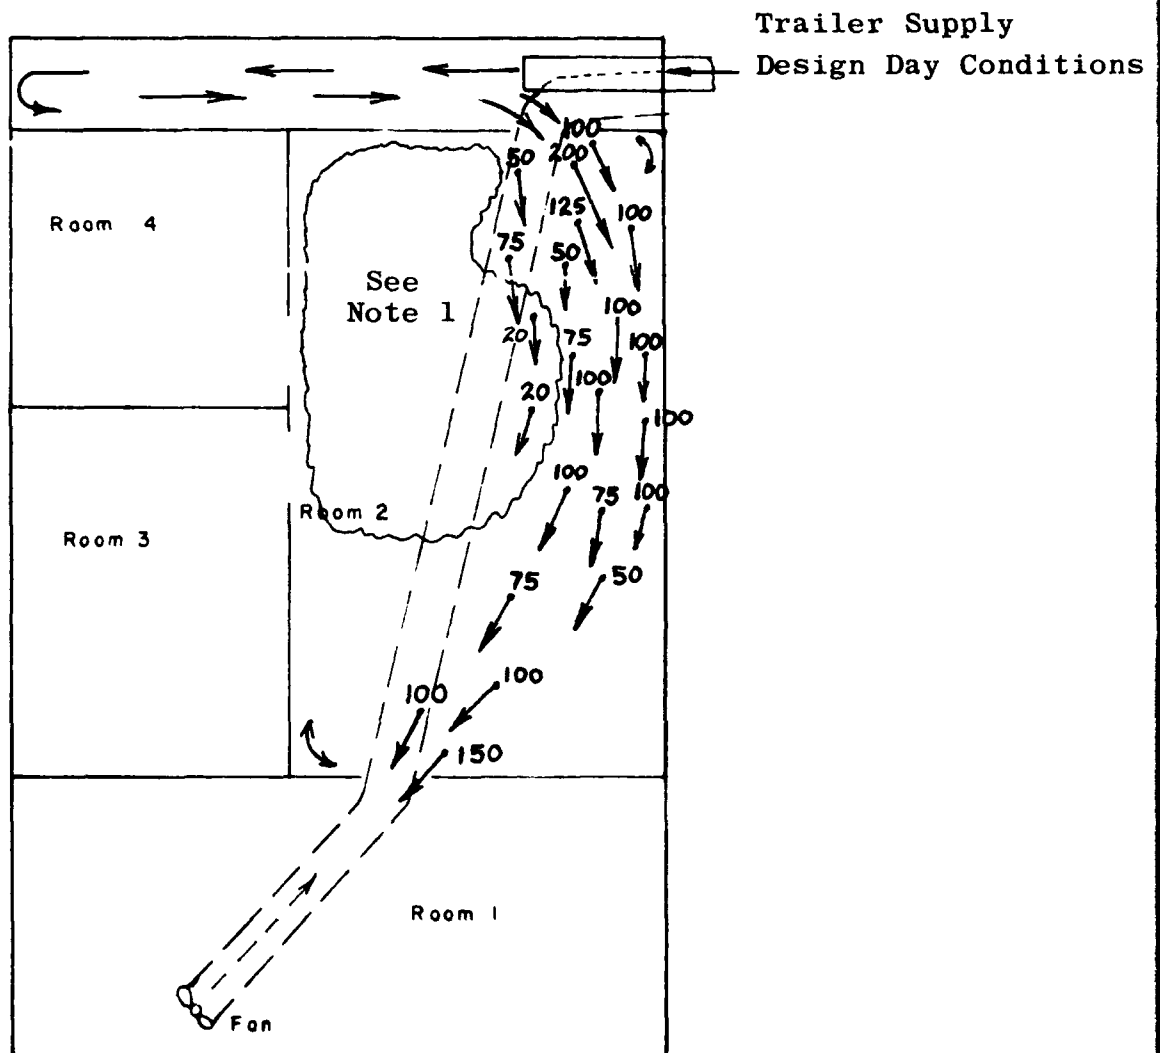 Trailer Supply
Design Day Conditions
100
50 200
125 100
Room 4
75 50
See
Note 1
100
20 75 100
100
20
100
100
75 100
Room 2
Room 3
50
75
100
100
150
Room 1
Fan